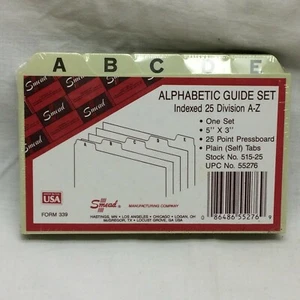 A B C D E
Smead
ALPHABETIC GUIDE SET
Indexed 25 Division A-Z
• One Set
• 5" X 3"
• 25 Point Pressboard
• Plain (Self) Tabs
Stock No. 515-25
UPC No. 55276
USA
FORM 339
Smead
MANUFACTURING COMPANY
HASTINGS, MN • LOS ANGELES • CHICAGO • LOGAN, OH
McGREGOR, TX • LOCUST GROVE, GA USA
0 86486 55276 9